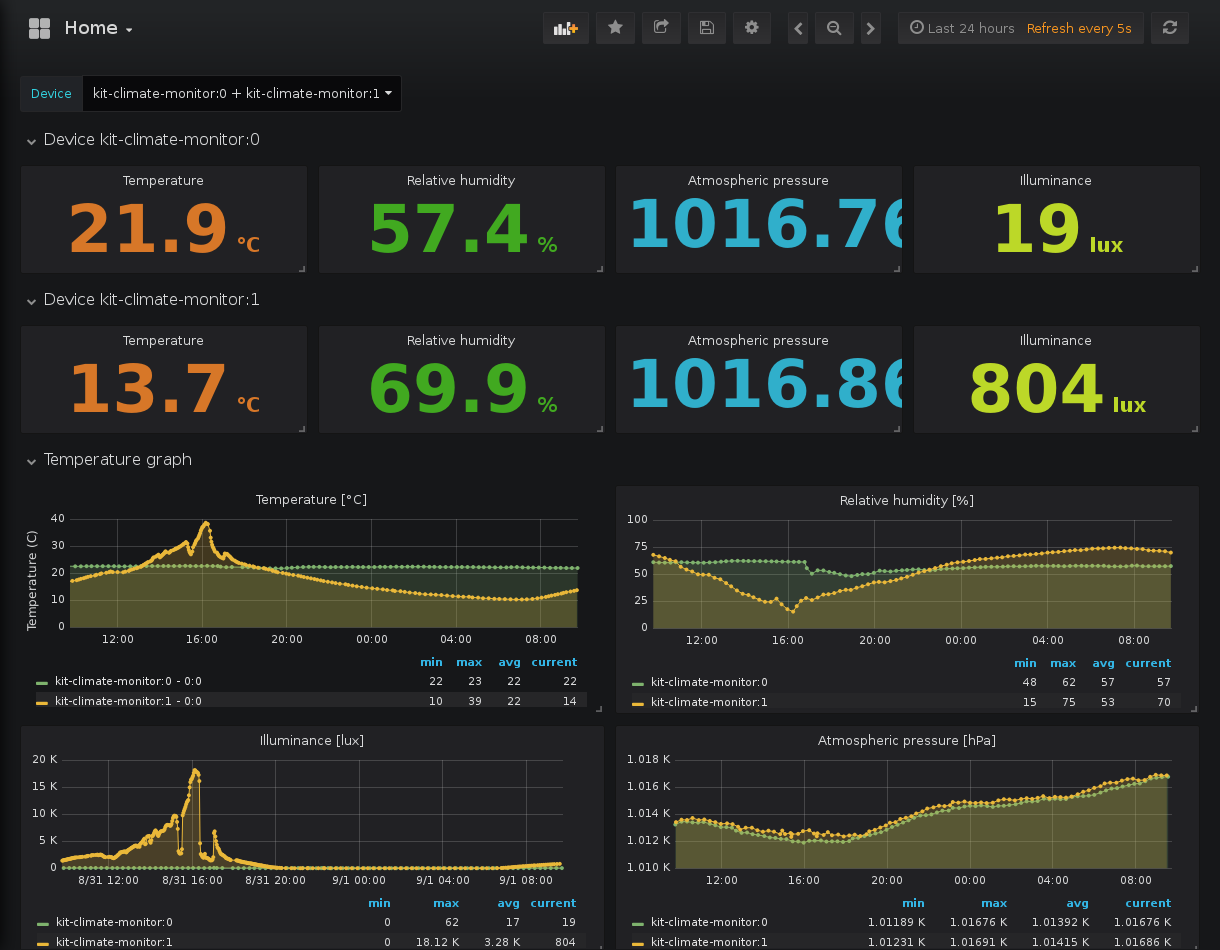 Home
Last 24 hours Refresh every 5s
Device kit-climate-monitor:0 + kit-climate-monitor:1
Device kit-climate-monitor:0
Temperature
21.9 °C
Relative humidity
57.4 %
Atmospheric pressure
1016.76
Illuminance
19 lux
Device kit-climate-monitor:1
Temperature
13.7 °C
Relative humidity
69.9 %
Atmospheric pressure
1016.86
Illuminance
804 lux
Temperature graph
Temperature [°C]
Temperature (C)
40
30
20
10
0
12:00 16:00 20:00 00:00 04:00 08:00
min max avg current
kit-climate-monitor:0 - 0:0 22 23 22 22
kit-climate-monitor:1 - 0:0 10 39 22 14
Relative humidity [%]
100
75
50
25
0
12:00 16:00 20:00 00:00 04:00 08:00
min max avg current
kit-climate-monitor:0 48 62 57 57
kit-climate-monitor:1 15 75 53 70
Illuminance [lux]
20 K
15 K
10 K
5 K
0
8/31 12:00 8/31 16:00 8/31 20:00 9/1 00:00 9/1 04:00 9/1 08:00
min max avg current
kit-climate-monitor:0 0 62 17 19
kit-climate-monitor:1 0 18.12 K 3.28 K 804
Atmospheric pressure [hPa]
1.018 K
1.016 K
1.014 K
1.012 K
1.010 K
12:00 16:00 20:00 00:00 04:00 08:00
min max avg current
kit-climate-monitor:0 1.01189 K 1.01676 K 1.01392 K 1.01676 K
kit-climate-monitor:1 1.01231 K 1.01691 K 1.01415 K 1.01686 K